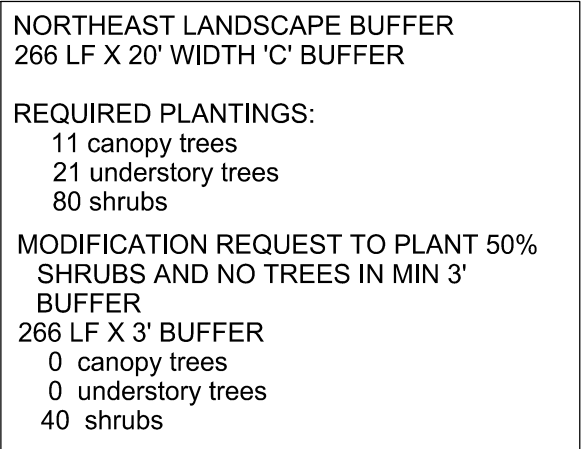 NORTHEAST LANDSCAPE BUFFER
266 LF X 20' WIDTH 'C' BUFFER
REQUIRED PLANTINGS:
11 canopy trees
21 understory trees
80 shrubs
MODIFICATION REQUEST TO PLANT 50%
SHRUBS AND NO TREES IN MIN 3'
BUFFER
266 LF X 3' BUFFER
0 canopy trees
0 understory trees
40 shrubs